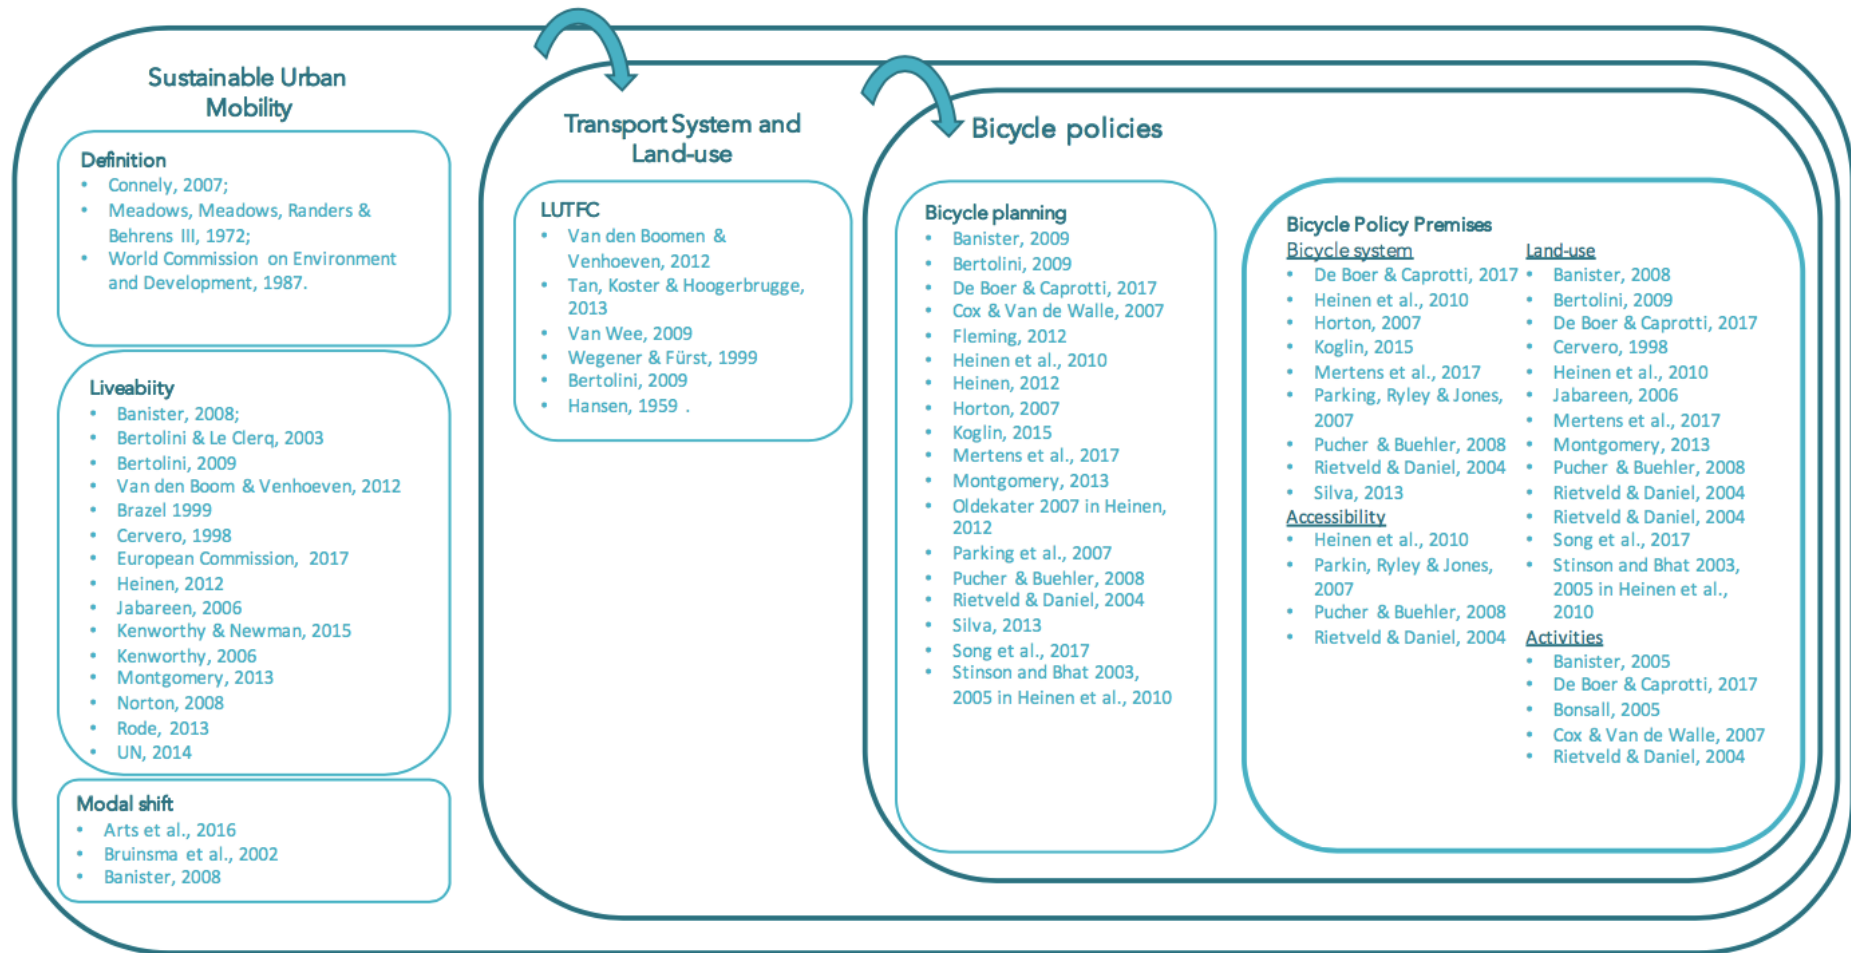 Sustainable Urban
Mobility
Definition
• Connely, 2007;
• Meadows, Meadows, Randers &
Behrens III, 1972;
• World Commission on Environment
and Development, 1987.
Liveabiity
• Banister, 2008;
• Bertolini & Le Clerq, 2003
• Bertolini, 2009
• Van den Boom & Venhoeven, 2012
• Brazel 1999
• Cervero, 1998
• European Commission, 2017
• Heinen, 2012
• Jabareen, 2006
• Kenworthy & Newman, 2015
• Kenworthy, 2006
• Montgomery, 2013
• Norton, 2008
• Rode, 2013
• UN, 2014
Modal shift
• Arts et al., 2016
• Bruinsma et al., 2002
• Banister, 2008
Transport System and
Land-use
LUTFC
• Van den Boomen &
Venhoeven, 2012
• Tan, Koster & Hoogerbrugge,
2013
• Van Wee, 2009
• Wegener & Fürst, 1999
• Bertolini, 2009
• Hansen, 1959 .
Bicycle policies
Bicycle planning
• Banister, 2009
• Bertolini, 2009
• De Boer & Caprotti, 2017
• Cox & Van de Walle, 2007
• Fleming, 2012
• Heinen et al., 2010
• Heinen, 2012
• Horton, 2007
• Koglin, 2015
• Mertens et al., 2017
• Montgomery, 2013
• Oldekater 2007 in Heinen,
2012
• Parking et al., 2007
• Pucher & Buehler, 2008
• Rietveld & Daniel, 2004
• Silva, 2013
• Song et al., 2017
• Stinson and Bhat 2003,
2005 in Heinen et al., 2010
Bicycle Policy Premises
Bicycle system
• De Boer & Caprotti, 2017
• Heinen et al., 2010
• Horton, 2007
• Koglin, 2015
• Mertens et al., 2017
• Parking, Ryley & Jones,
2007
• Pucher & Buehler, 2008
• Rietveld & Daniel, 2004
• Silva, 2013
Accessibility
• Heinen et al., 2010
• Parkin, Ryley & Jones,
2007
• Pucher & Buehler, 2008
• Rietveld & Daniel, 2004
Land-use
• Banister, 2008
• Bertolini, 2009
• De Boer & Caprotti, 2017
• Cervero, 1998
• Heinen et al., 2010
• Jabareen, 2006
• Mertens et al., 2017
• Montgomery, 2013
• Pucher & Buehler, 2008
• Rietveld & Daniel, 2004
• Rietveld & Daniel, 2004
• Song et al., 2017
• Stinson and Bhat 2003,
2005 in Heinen et al.,
2010
Activities
• Banister, 2005
• De Boer & Caprotti, 2017
• Bonsall, 2005
• Cox & Van de Walle, 2007
• Rietveld & Daniel, 2004